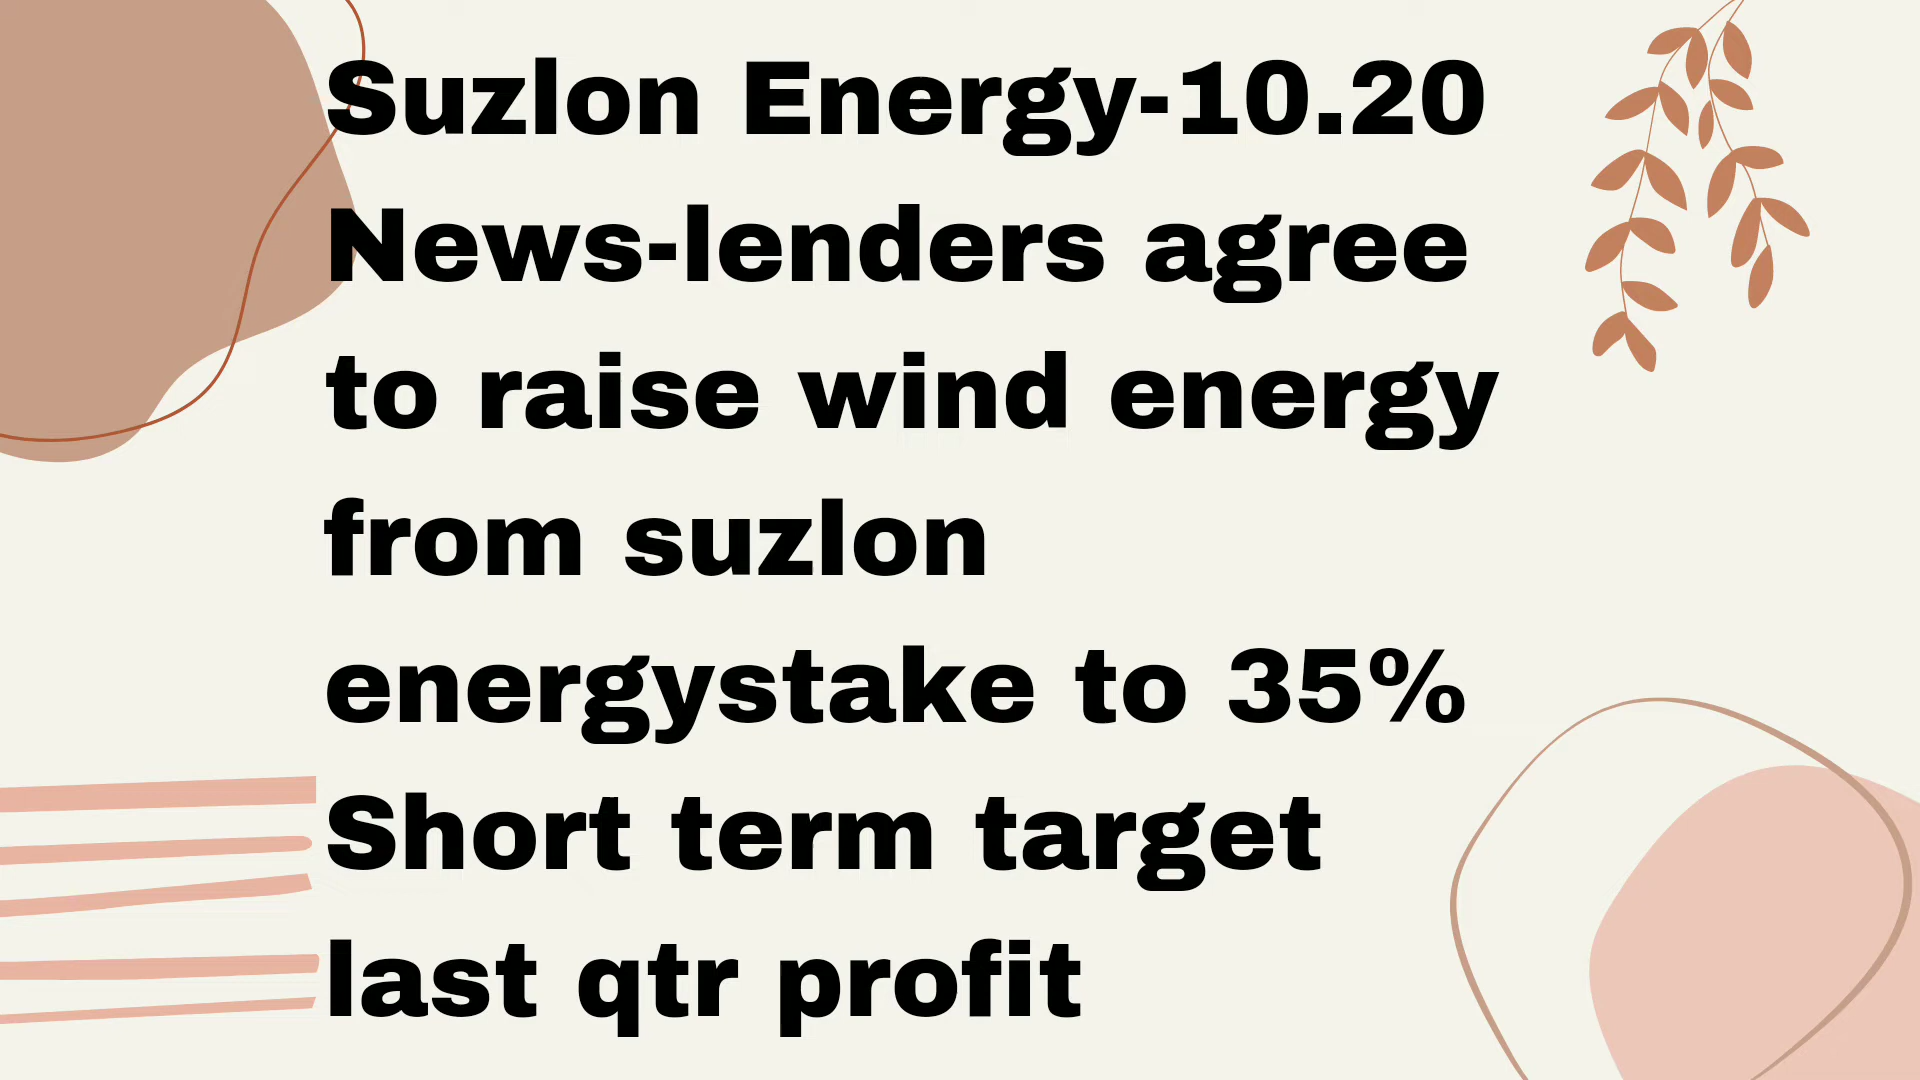 Suzlon Energy-10.20
News-lenders agree
to raise wind energy
from suzlon
energystake to 35%
Short term target
last qtr profit